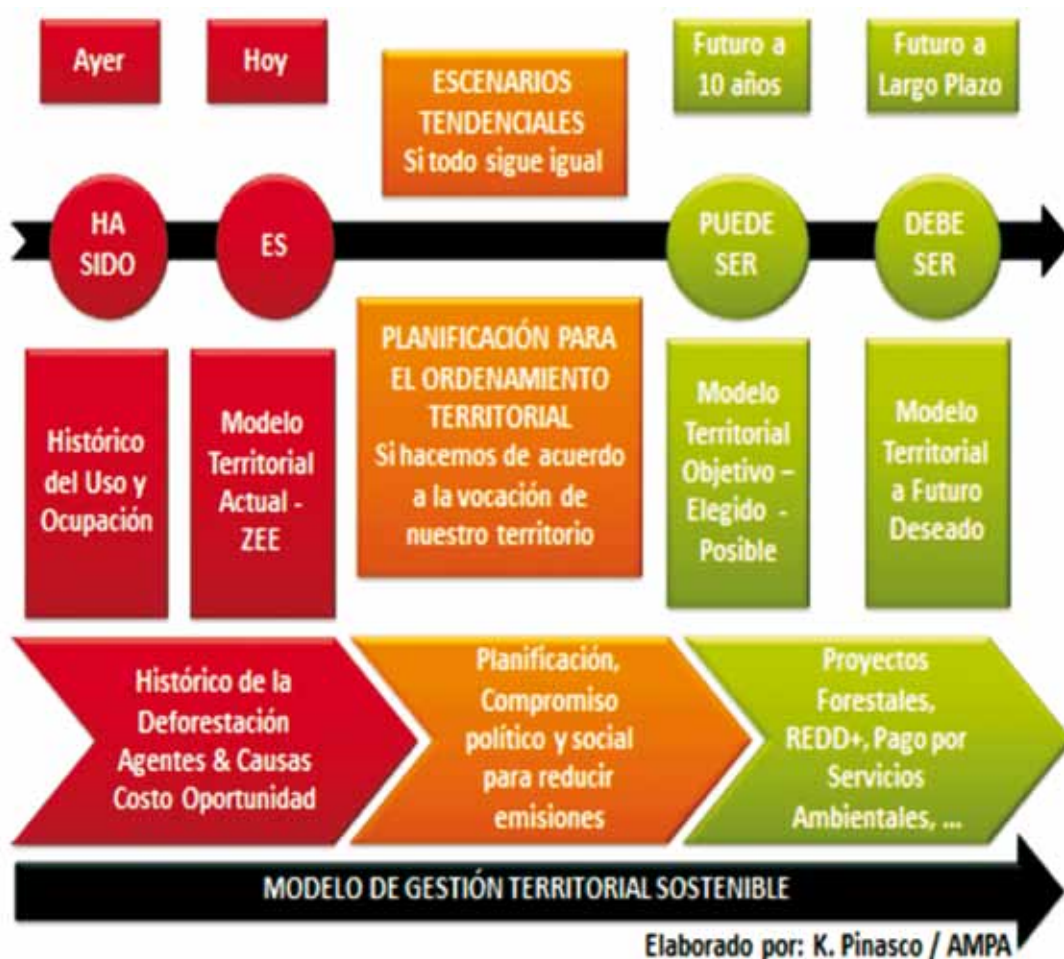 Ayer
Hoy
ESCENARIOS
TENDENCIALES
Si todo sigue igual
Futuro a
10 años
Futuro a
Largo Plazo
HA
SIDO
ES
PUEDE
SER
DEBE
SER
Histórico
del Uso y
Ocupación
Modelo
Territorial
Actual -
ZEE
PLANIFICACIÓN PARA
EL ORDENAMIENTO
TERRITORIAL
Si hacemos de acuerdo
a la vocación de
nuestro territorio
Modelo
Territorial
Objetivo –
Elegido -
Posible
Modelo
Territorial
a Futuro
Deseado
Histórico de la
Deforestación
Agentes & Causas
Costo Oportunidad
Planificación,
Compromiso
político y social
para reducir
emisiones
Proyectos
Forestales,
REDD+, Pago por
Servicios
Ambientales, ...
MODELO DE GESTIÓN TERRITORIAL SOSTENIBLE
Elaborado por: K. Pinasco / AMPA